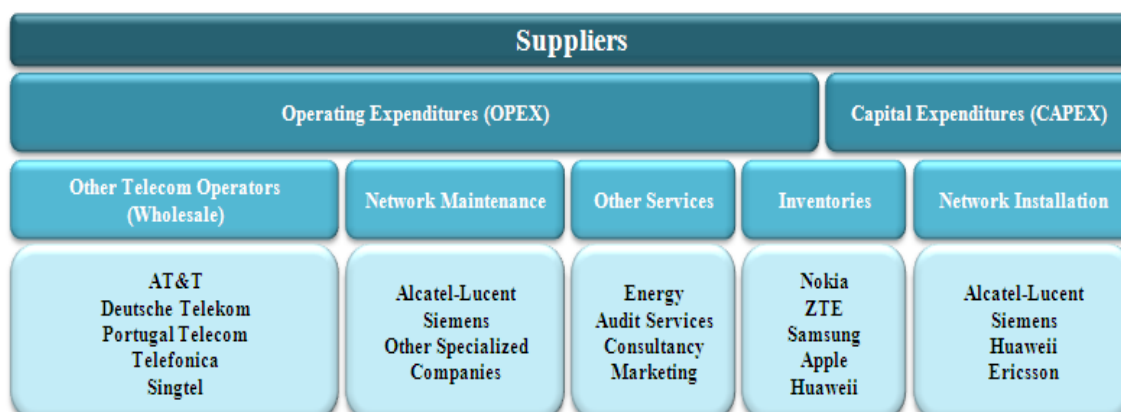 Suppliers
Operating Expenditures (OPEX)
Capital Expenditures (CAPEX)
Other Telecom Operators
(Wholesale)
Network Maintenance
Other Services
Inventories
Network Installation
AT&T
Deutsche Telekom
Portugal Telecom
Telefonica
Singtel
Alcatel-Lucent
Siemens
Other Specialized
Companies
Energy
Audit Services
Consultancy
Marketing
Nokia
ZTE
Samsung
Apple
Huaweii
Alcatel-Lucent
Siemens
Huaweii
Ericsson